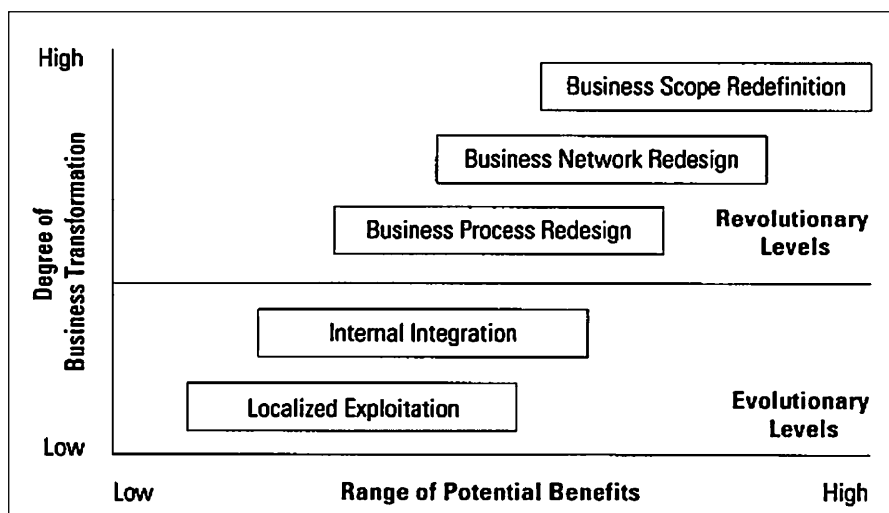 High
Business Scope Redefinition
Business Network Redesign
Business Process Redesign
Revolutionary
Levels
Degree of
Business Transformation
Internal Integration
Localized Exploitation
Evolutionary
Levels
Low
Low
Range of Potential Benefits
High